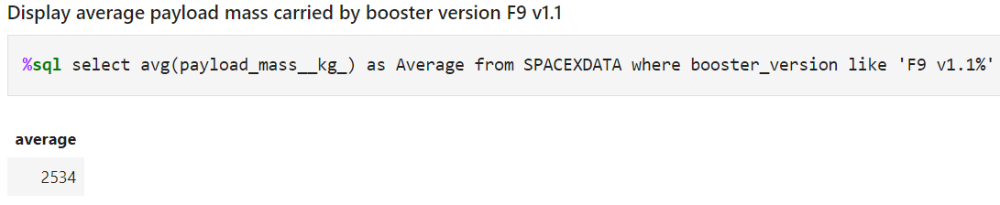 Display average payload mass carried by booster version F9 v1.1
%sql select avg(payload_mass__kg_) as Average from SPACEXDATA where booster_version like 'F9 v1.1%'
average
2534